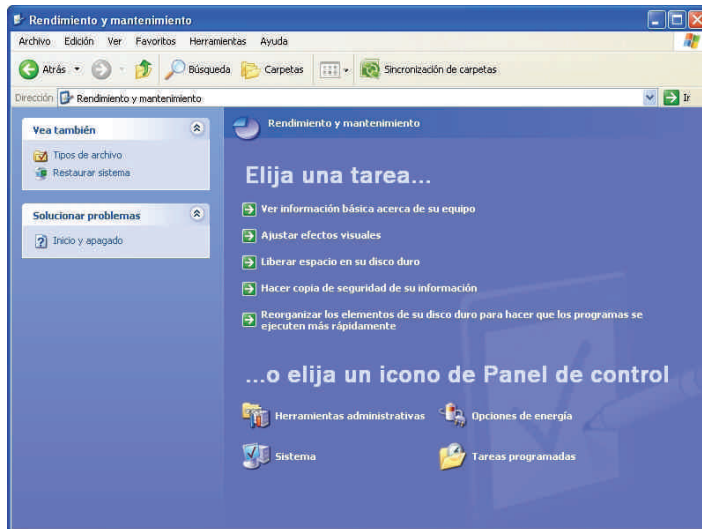 Rendimiento y mantenimiento
Archivo Edición Ver Favoritos Herramientas Ayuda
Atrás Búsqueda Carpetas Sincronización de carpetas
Dirección Rendimiento y mantenimiento Ir
Vea también
Tipos de archivo
Restaurar sistema
Solucionar problemas
Inicio y apagado
Rendimiento y mantenimiento
Elija una tarea...
Ver información básica acerca de su equipo
Ajustar efectos visuales
Liberar espacio en su disco duro
Hacer copia de seguridad de su información
Reorganizar los elementos de su disco duro para hacer que los programas se
ejecuten más rápidamente
...o elija un icono de Panel de control
Herramientas administrativas Opciones de energía
Sistema Tareas programadas